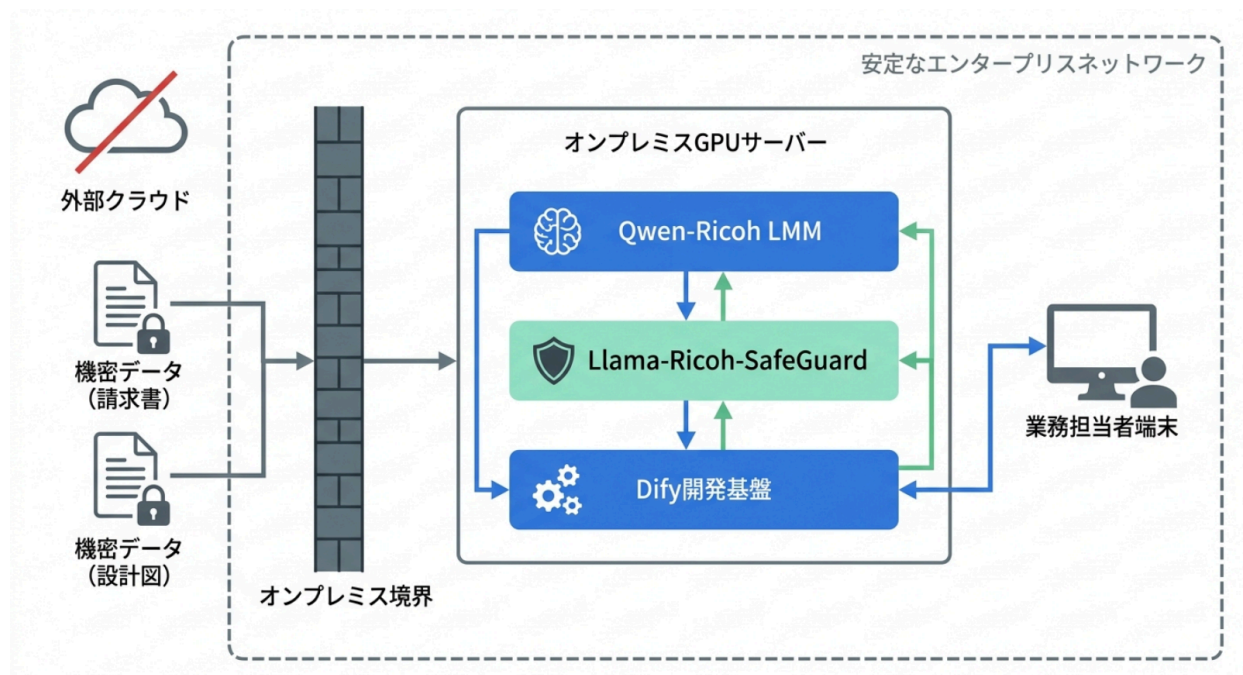 安定なエンタープリスネットワーク
外部クラウド
機密データ
（請求書）
機密データ
（設計図）
オンプレミス境界
オンプレミスGPUサーバー
Qwen-Ricoh LMM
Llama-Ricoh-SafeGuard
Dify開発基盤
業務担当者端末